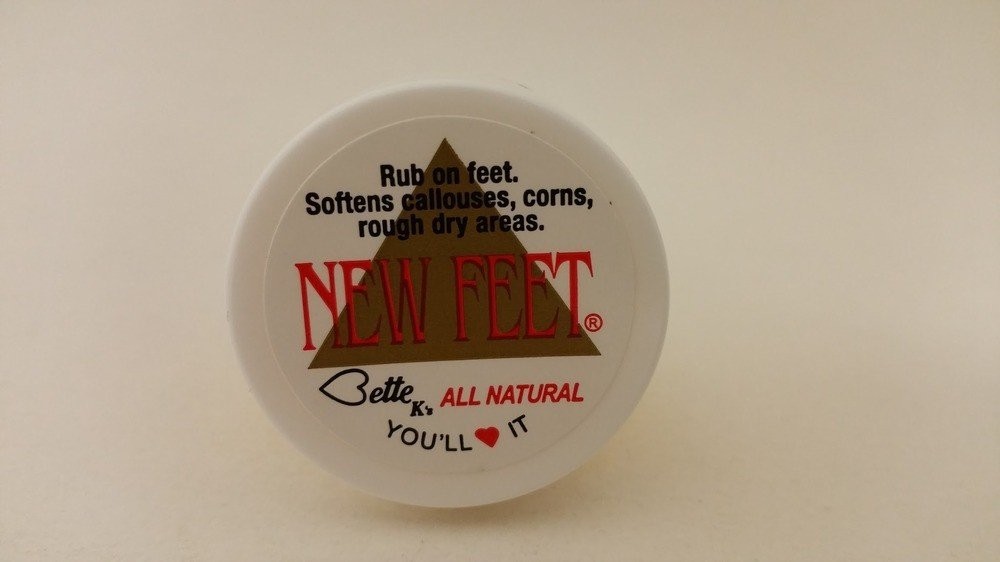 Rub on feet.
Softens callouses, corns,
rough dry areas.
NEW FEET®
Bette K's ALL NATURAL
YOU'LL ❤ IT